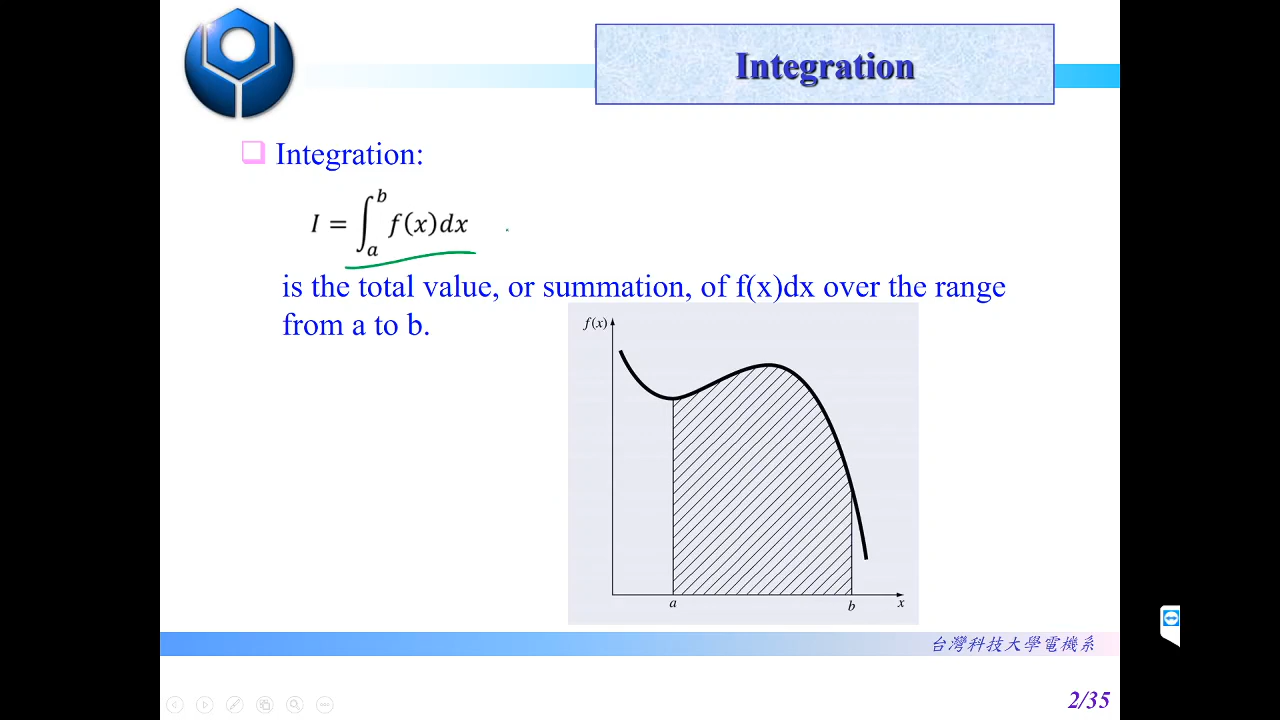 Integration
Integration:
I = ∫_a^b f(x)dx
is the total value, or summation, of f(x)dx over the range
from a to b.
f(x)
a
b
x
台灣科技大學電機系
2/35